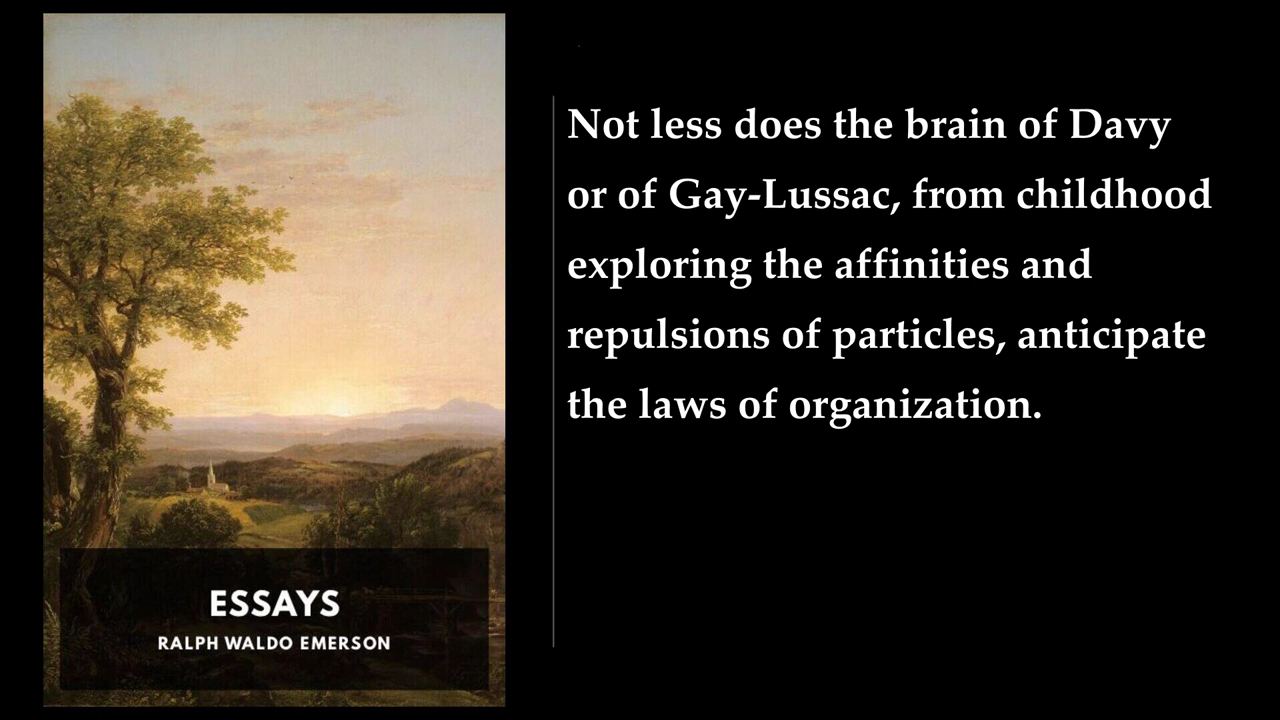 ESSAYS
RALPH WALDO EMERSON
Not less does the brain of Davy
or of Gay-Lussac, from childhood
exploring the affinities and
repulsions of particles, anticipate
the laws of organization.